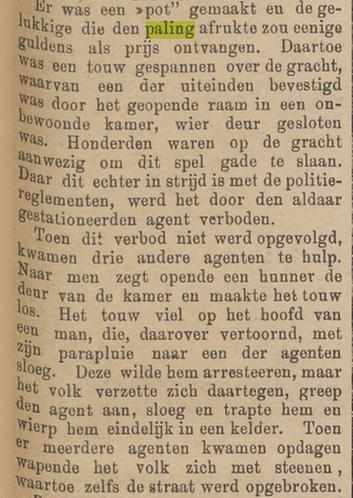 Er was een »pot” gemaakt en de ge-
lukkige die den paling afrukte zou eenige
guldens als prijs ontvangen. Daartoe
was een touw gespannen over de gracht,
waarvan een der uiteinden bevestigd
was door het geopende raam in een on-
bewoonde kamer, wier deur gesloten
was. Honderden waren op de gracht
aanwezig om dit spel gade te slaan.
Daar dit echter in strijd is met de politie-
reglementen, werd het door den aldaar
gestationeerden agent verboden.
Toen dit verbod niet werd opgevolgd,
kwamen drie andere agenten te hulp.
Naar men zegt opende een hunner de
deur van de kamer en maakte het touw
los. Het touw viel op het hoofd van
een man, die, daarover vertoornd, met
zijn parapluie naar een der agenten
sloeg. Deze wilde hem arresteeren, maar
het volk verzette zich daartegen, greep
den agent aan, sloeg en trapte hem en
wierp hem eindelijk in een kelder. Toen
er meerdere agenten kwamen opdagen
wapende het volk zich met steenen,
waartoe zelfs de straat werd opgebroken.